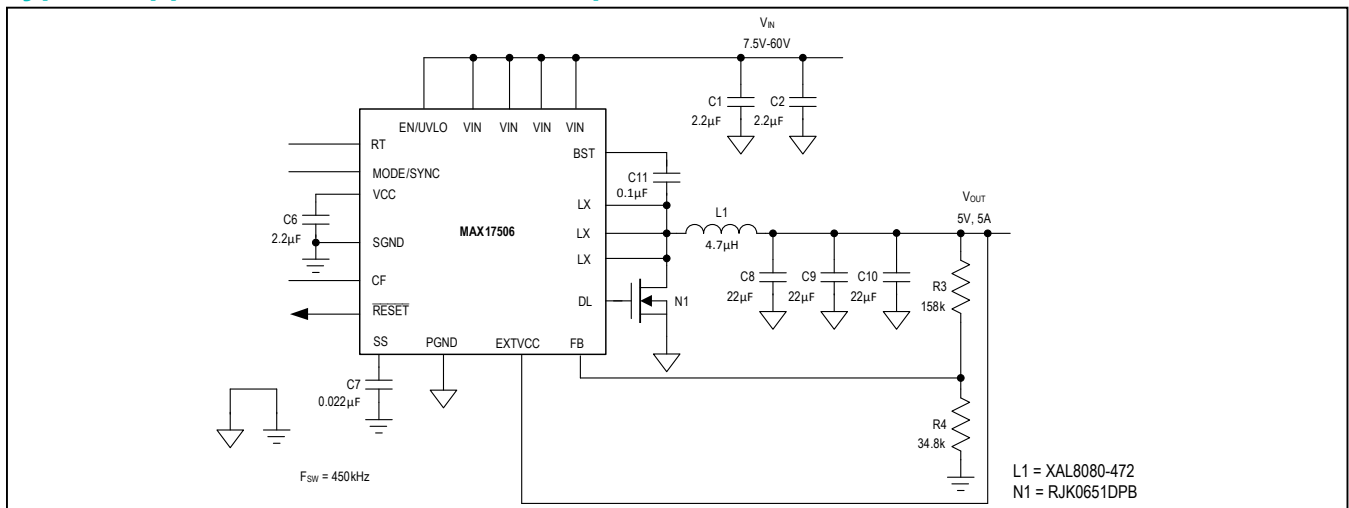 VIN
7.5V-60V
C1
2.2µF
C2
2.2µF
EN/UVLO
VIN
VIN
VIN
VIN
RT
MODE/SYNC
VCC
SGND
CF
RESET
SS
PGND
EXTVCC
FB
BST
LX
LX
LX
DL
MAX17506
C6
2.2µF
C7
0.022µF
C11
0.1µF
L1
4.7µH
N1
C8
22µF
C9
22µF
C10
22µF
VOUT
5V, 5A
R3
158k
R4
34.8k
FSW = 450kHz
L1 = XAL8080-472
N1 = RJK0651DPB